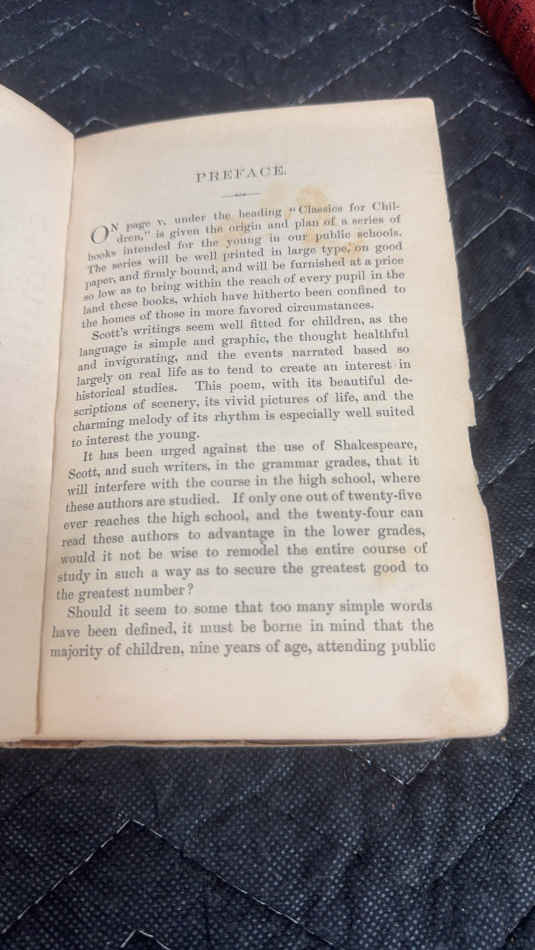 PREFACE.
ON page v, under the heading "Classics for Chil-
dren," is given the origin and plan of a series of
books intended for the young in our public schools.
The series will be well printed in large type, on good
paper, and firmly bound, and will be furnished at a price
so low as to bring within the reach of every pupil in the
land these books, which have hitherto been confined to
the homes of those in more favored circumstances.
Scott's writings seem well fitted for children, as the
language is simple and graphic, the thought healthful
and invigorating, and the events narrated based so
largely on real life as to tend to create an interest in
historical studies. This poem, with its beautiful de-
scriptions of scenery, its vivid pictures of life, and the
charming melody of its rhythm is especially well suited
to interest the young.
It has been urged against the use of Shakespeare,
Scott, and such writers, in the grammar grades, that it
will interfere with the course in the high school, where
these authors are studied. If only one out of twenty-five
ever reaches the high school, and the twenty-four can
read these authors to advantage in the lower grades,
would it not be wise to remodel the entire course of
study in such a way as to secure the greatest good to
the greatest number?
Should it seem to some that too many simple words
have been defined, it must be borne in mind that the
majority of children, nine years of age, attending public